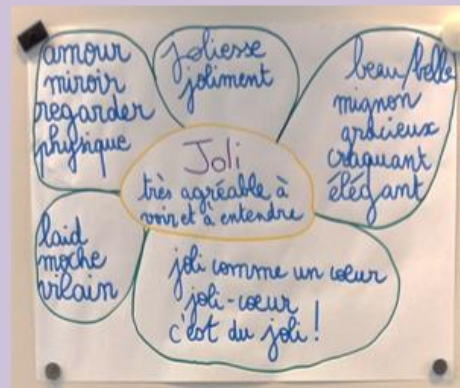 amour
miroir
regarder
physique
joliesse
joliment
beau/belle
mignon
gracieux
craquant
élégant
Joli
très agréable à
voir et à entendre
laid
moche
vilain
joli comme un cœur
joli-cœur
c'est du joli !